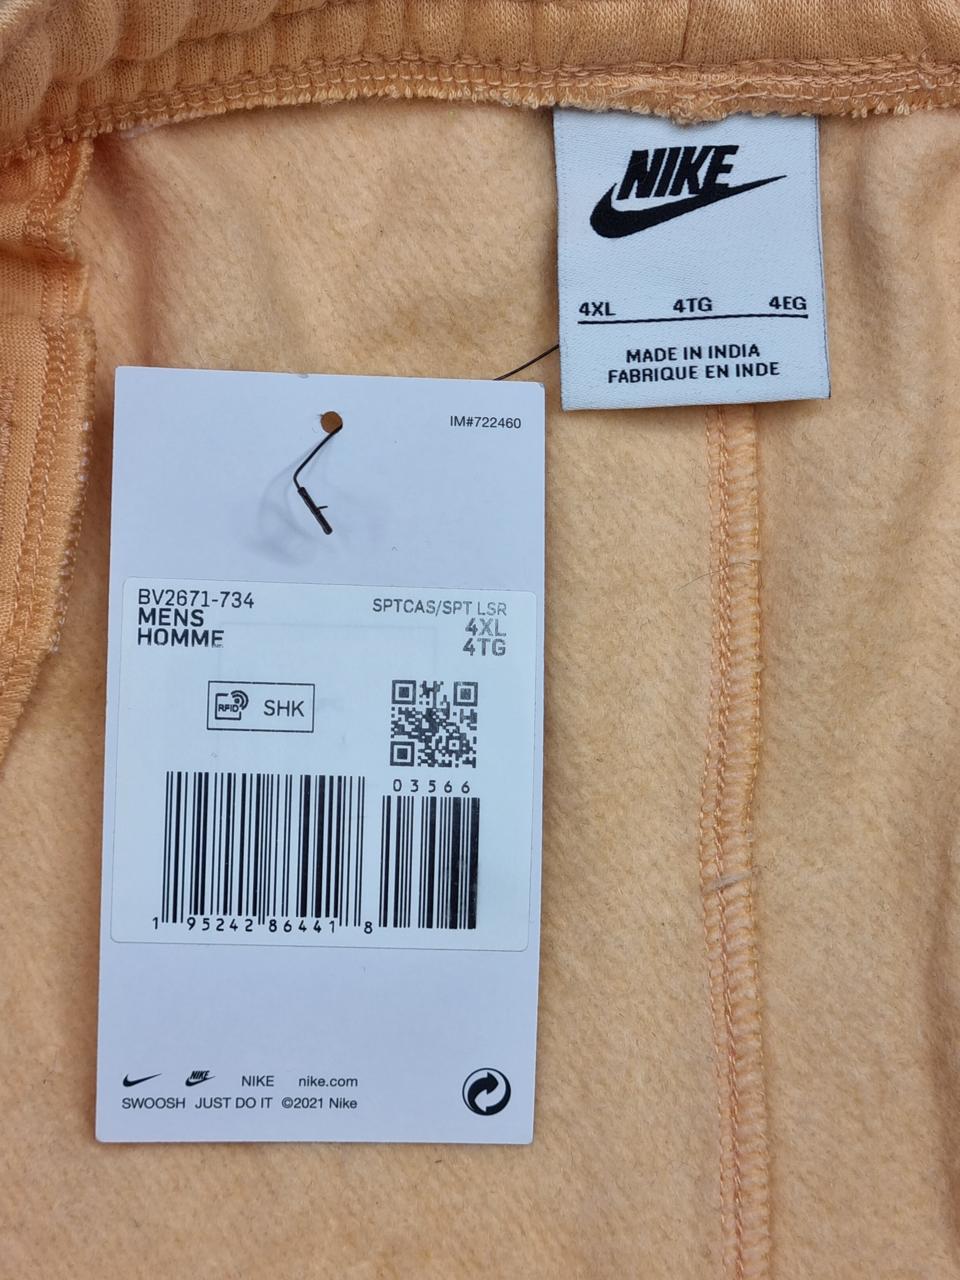 NIKE
4XL 4TG 4EG
MADE IN INDIA
FABRIQUE EN INDE
IM#722460
BV2671-734
MENS
HOMME
SPTCAS/SPT LSR
4XL
4TG
RFID SHK
03566
1 95242 86441 8
NIKE NIKE nike.com
SWOOSH JUST DO IT ©2021 Nike